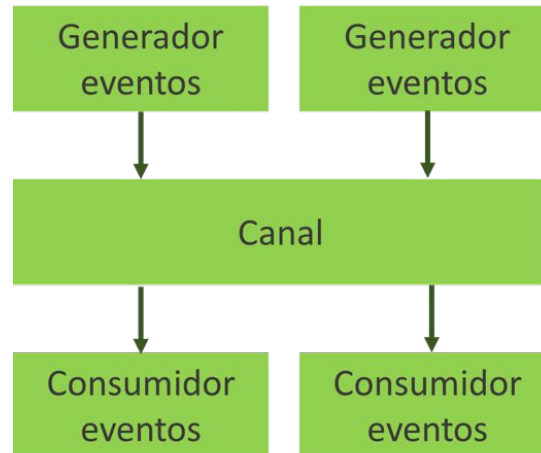 Generador
eventos
Generador
eventos
Canal
Consumidor
eventos
Consumidor
eventos